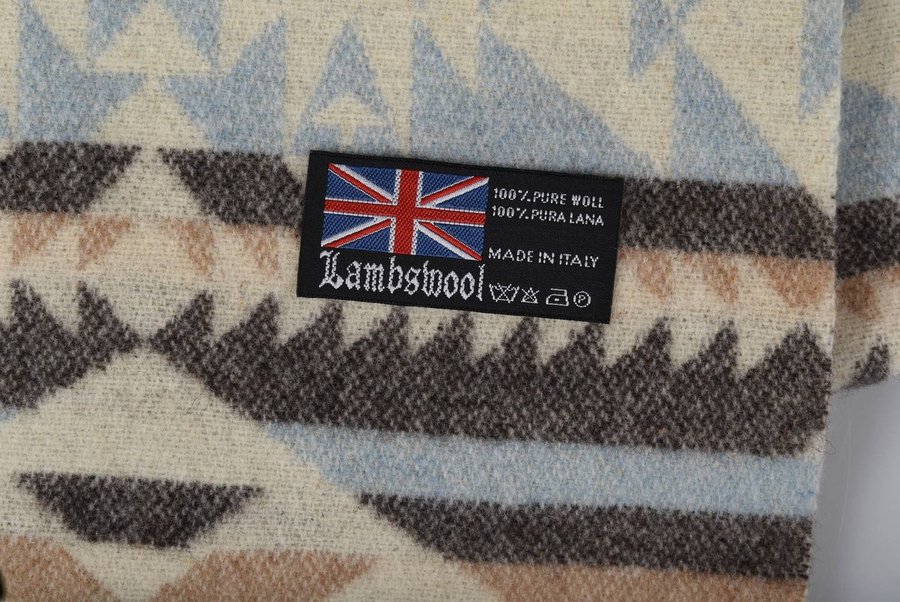 100% PURE WOLL
100% PURA LANA
MADE IN ITALY
Lambswool
P